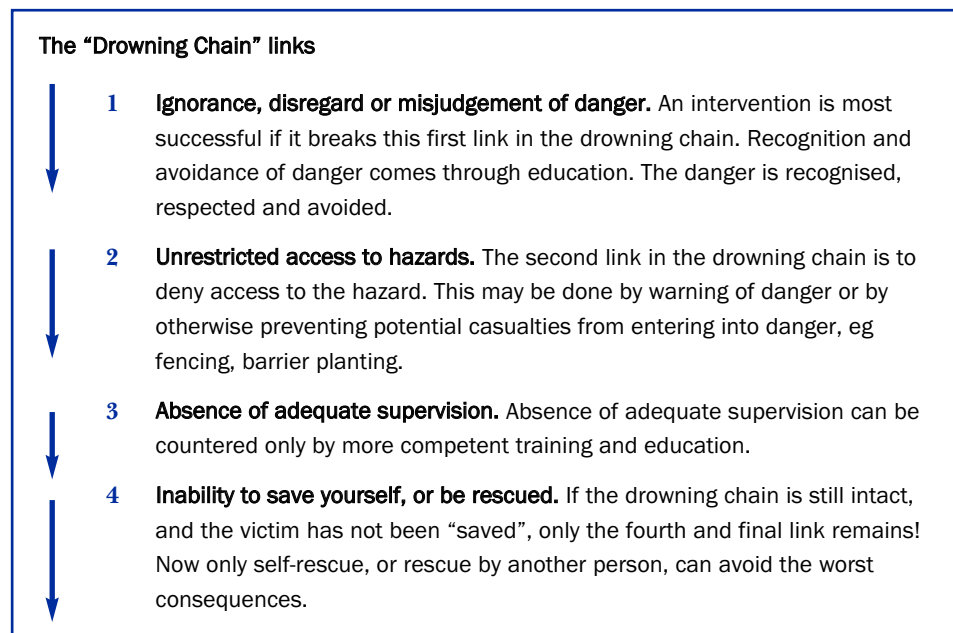 The “Drowning Chain” links
1 Ignorance, disregard or misjudgement of danger. An intervention is most
successful if it breaks this first link in the drowning chain. Recognition and
avoidance of danger comes through education. The danger is recognised,
respected and avoided.
2 Unrestricted access to hazards. The second link in the drowning chain is to
deny access to the hazard. This may be done by warning of danger or by
otherwise preventing potential casualties from entering into danger, eg
fencing, barrier planting.
3 Absence of adequate supervision. Absence of adequate supervision can be
countered only by more competent training and education.
4 Inability to save yourself, or be rescued. If the drowning chain is still intact,
and the victim has not been “saved”, only the fourth and final link remains!
Now only self-rescue, or rescue by another person, can avoid the worst
consequences.